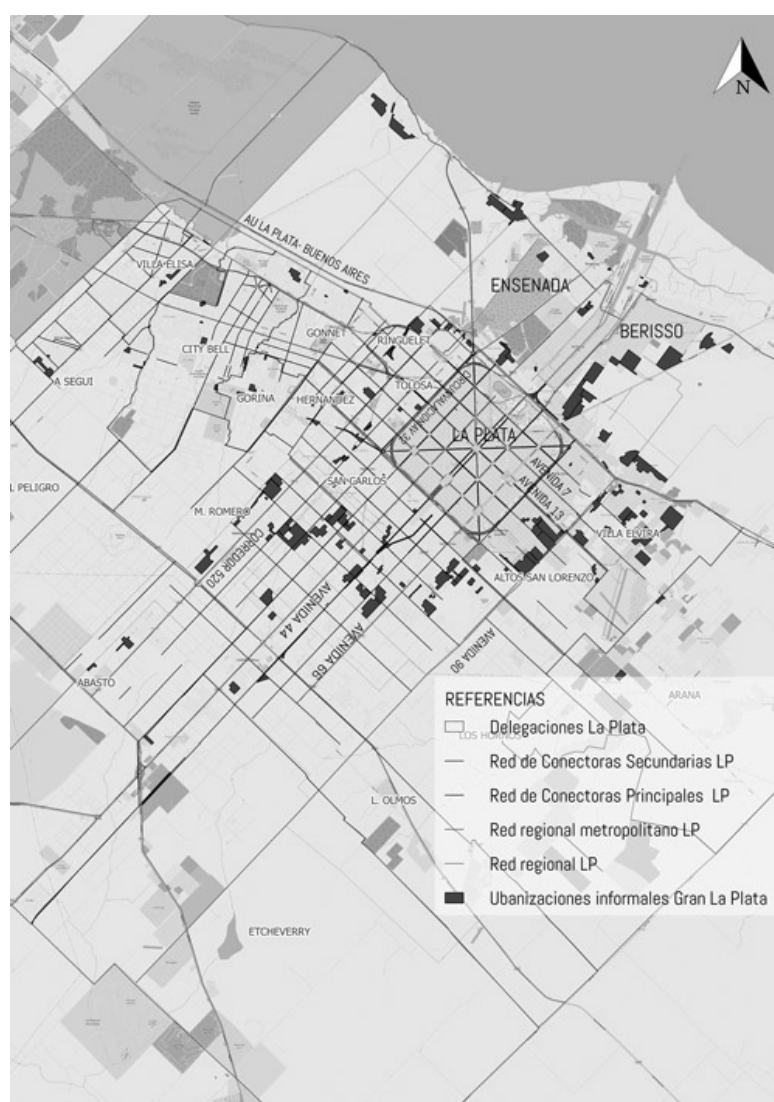 N
AU LA PLATA- BUENOS AIRES
VILLA ELISA
ENSENADA
BERISSO
GONNET
RINGUELET
CITY BELL
A SEGUI
TOLOSA
GORINA
HERNANDEZ
CIRCUNVALACION AV 32
LA PLATA
AVENIDA 7
AVENIDA 13
SAN CARLOS
L PELIGRO
M. ROMERO
VILLA ELVIRA
CORREDOR 520
ALTOS SAN LORENZO
AVENIDA 44
AVENIDA 66
AVENIDA 90
ABASTO
ARANA
LOS HORNOS
L. OLMOS
ETCHEVERRY
REFERENCIAS
Delegaciones La Plata
Red de Conectoras Secundarias LP
Red de Conectoras Principales LP
Red regional metropolitano LP
Red regional LP
Ubanizaciones informales Gran La Plata